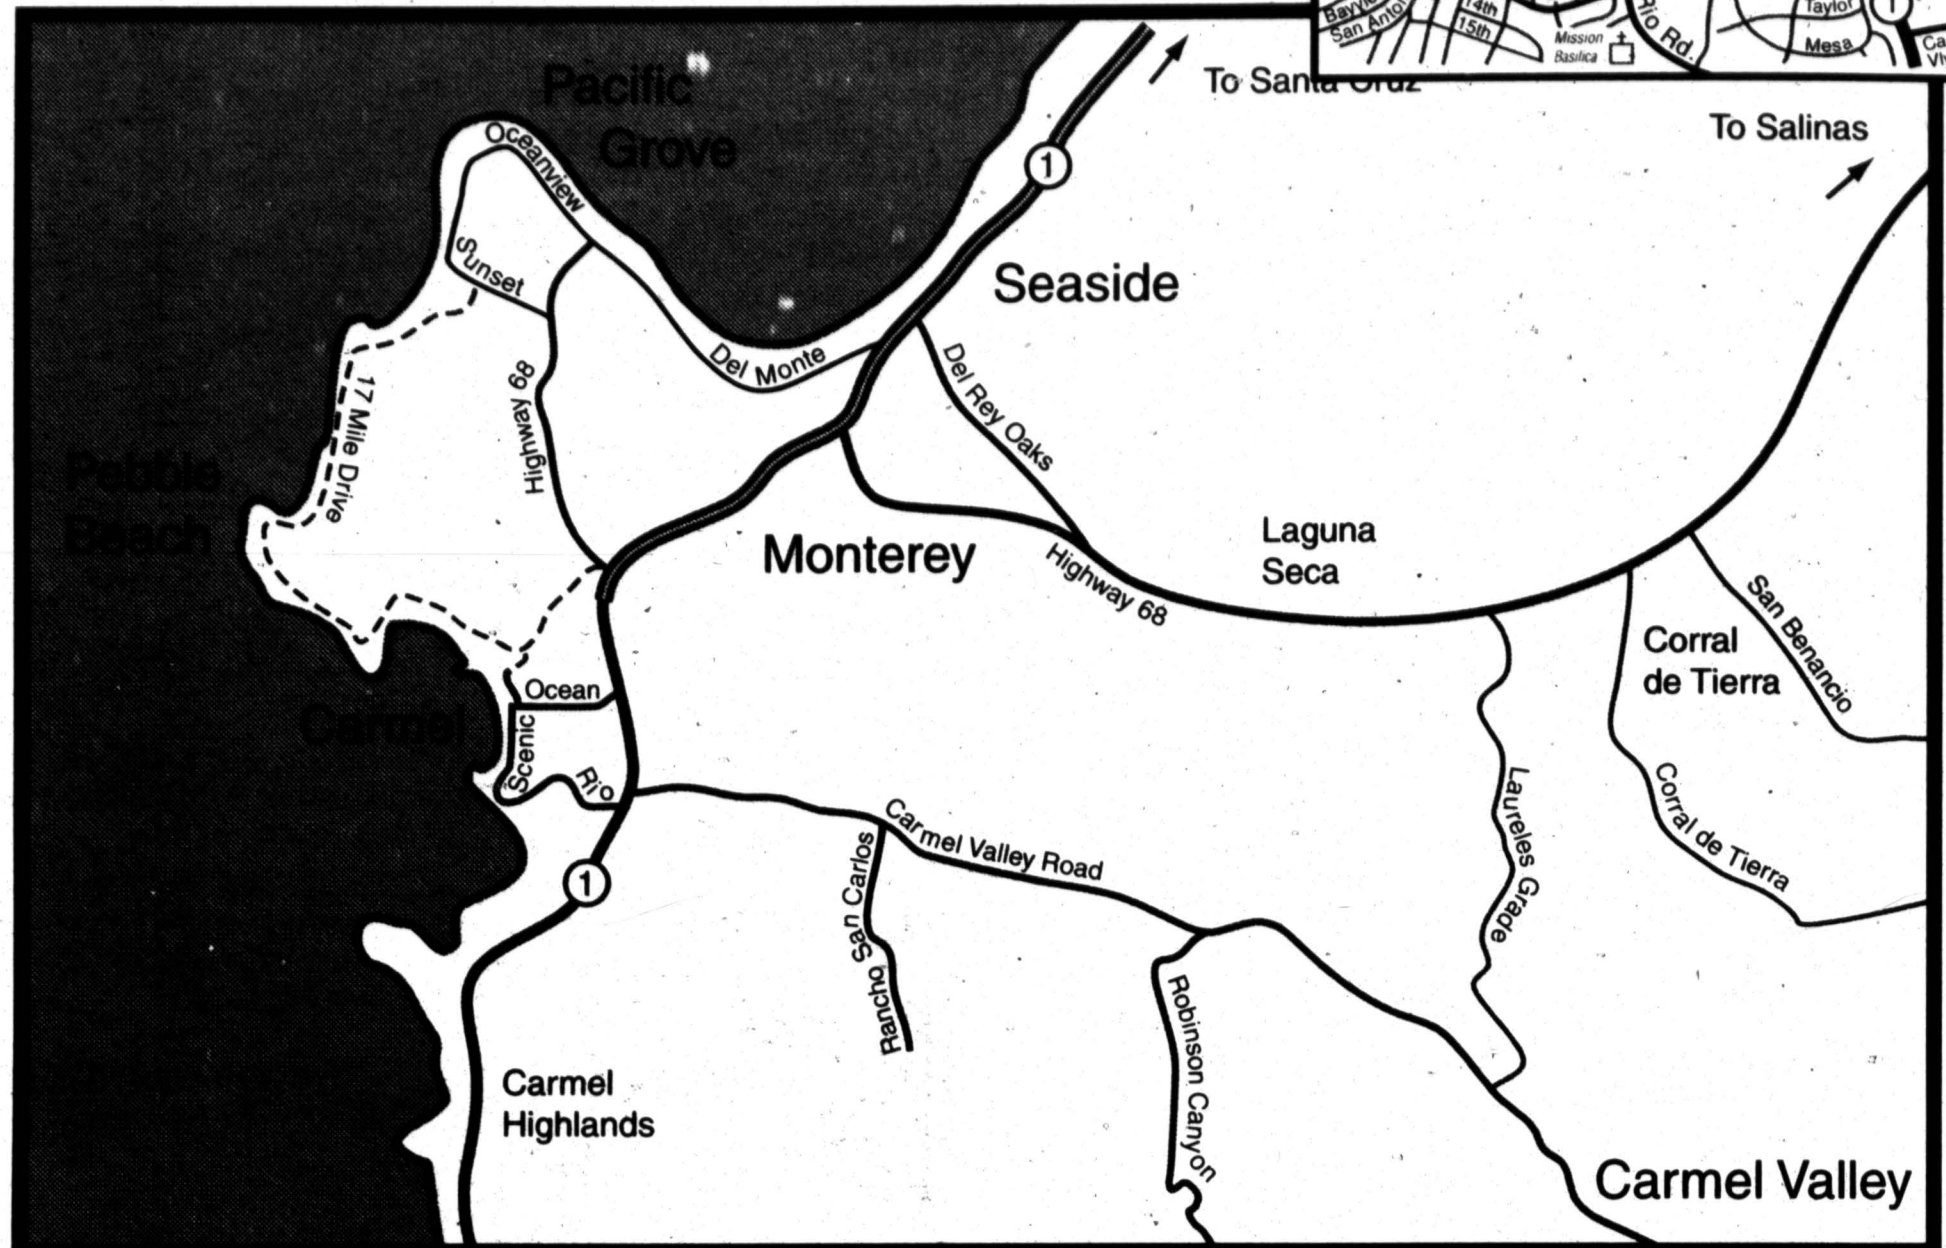 San Anto
14th
15th
Mission
Basilica
Rio Rd.
Taylor
1
Mesa
To Santa Cruz
To Salinas
Pacific
Grove
Oceanview
1
Sunset
Seaside
Del Monte
Del Rey Oaks
17 Mile Drive
Highway 68
Pebble
Beach
Monterey
Laguna
Seca
Highway 68
San Benancio
Corral
de Tierra
Ocean
Carmel
Scenic
Rio
Laureles Grade
Corral de Tierra
Carmel Valley Road
1
Rancho San Carlos
Robinson Canyon
Carmel
Highlands
Carmel Valley